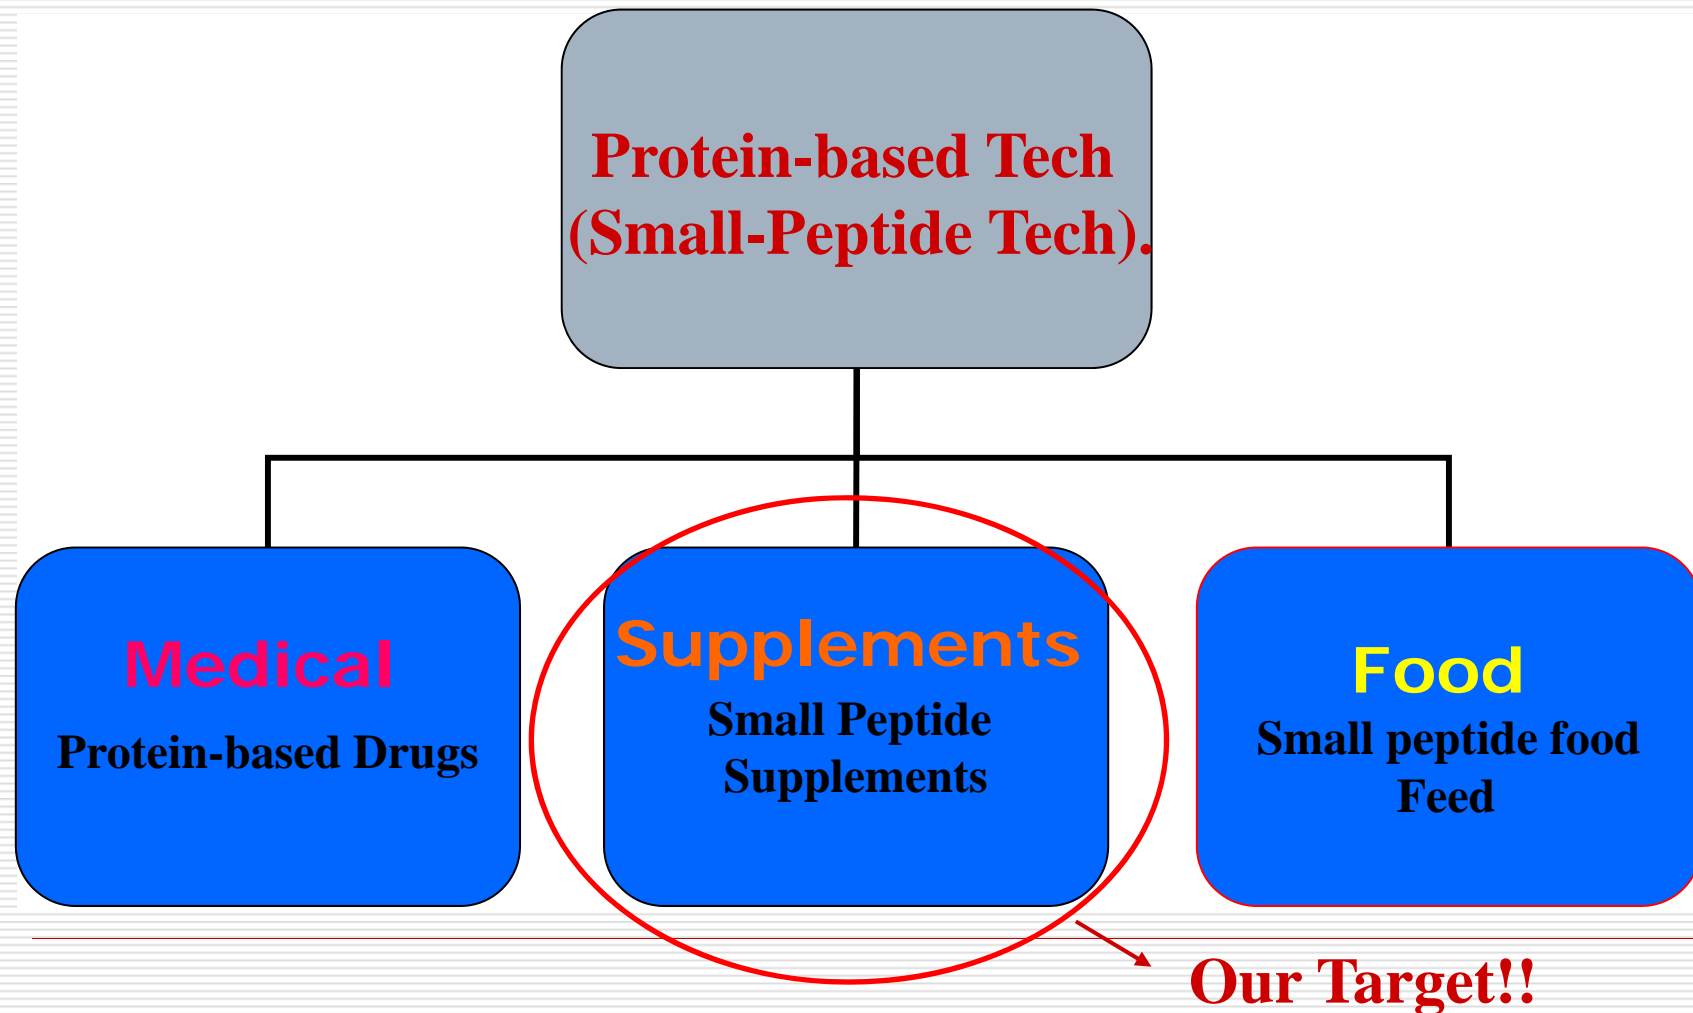 Protein-based Tech
(Small-Peptide Tech).
Medical
Protein-based Drugs
Supplements
Small Peptide
Supplements
Food
Small peptide food
Feed
Our Target!!